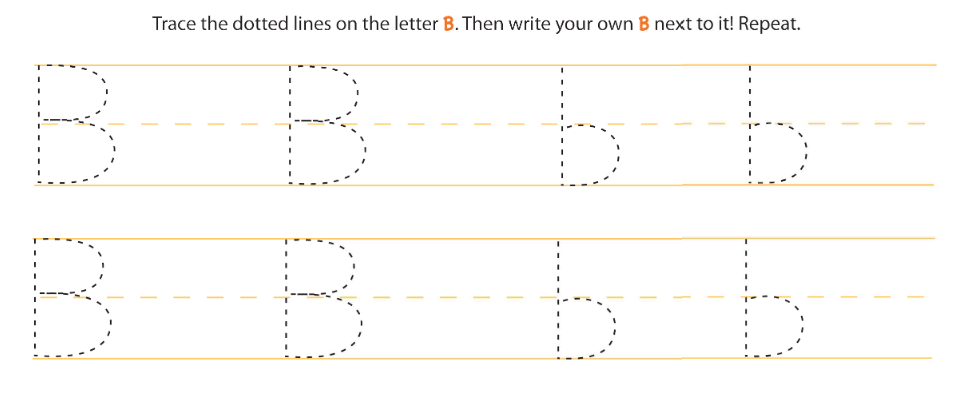 Trace the dotted lines on the letter B. Then write your own B next to it! Repeat.
B B b b
B B b b